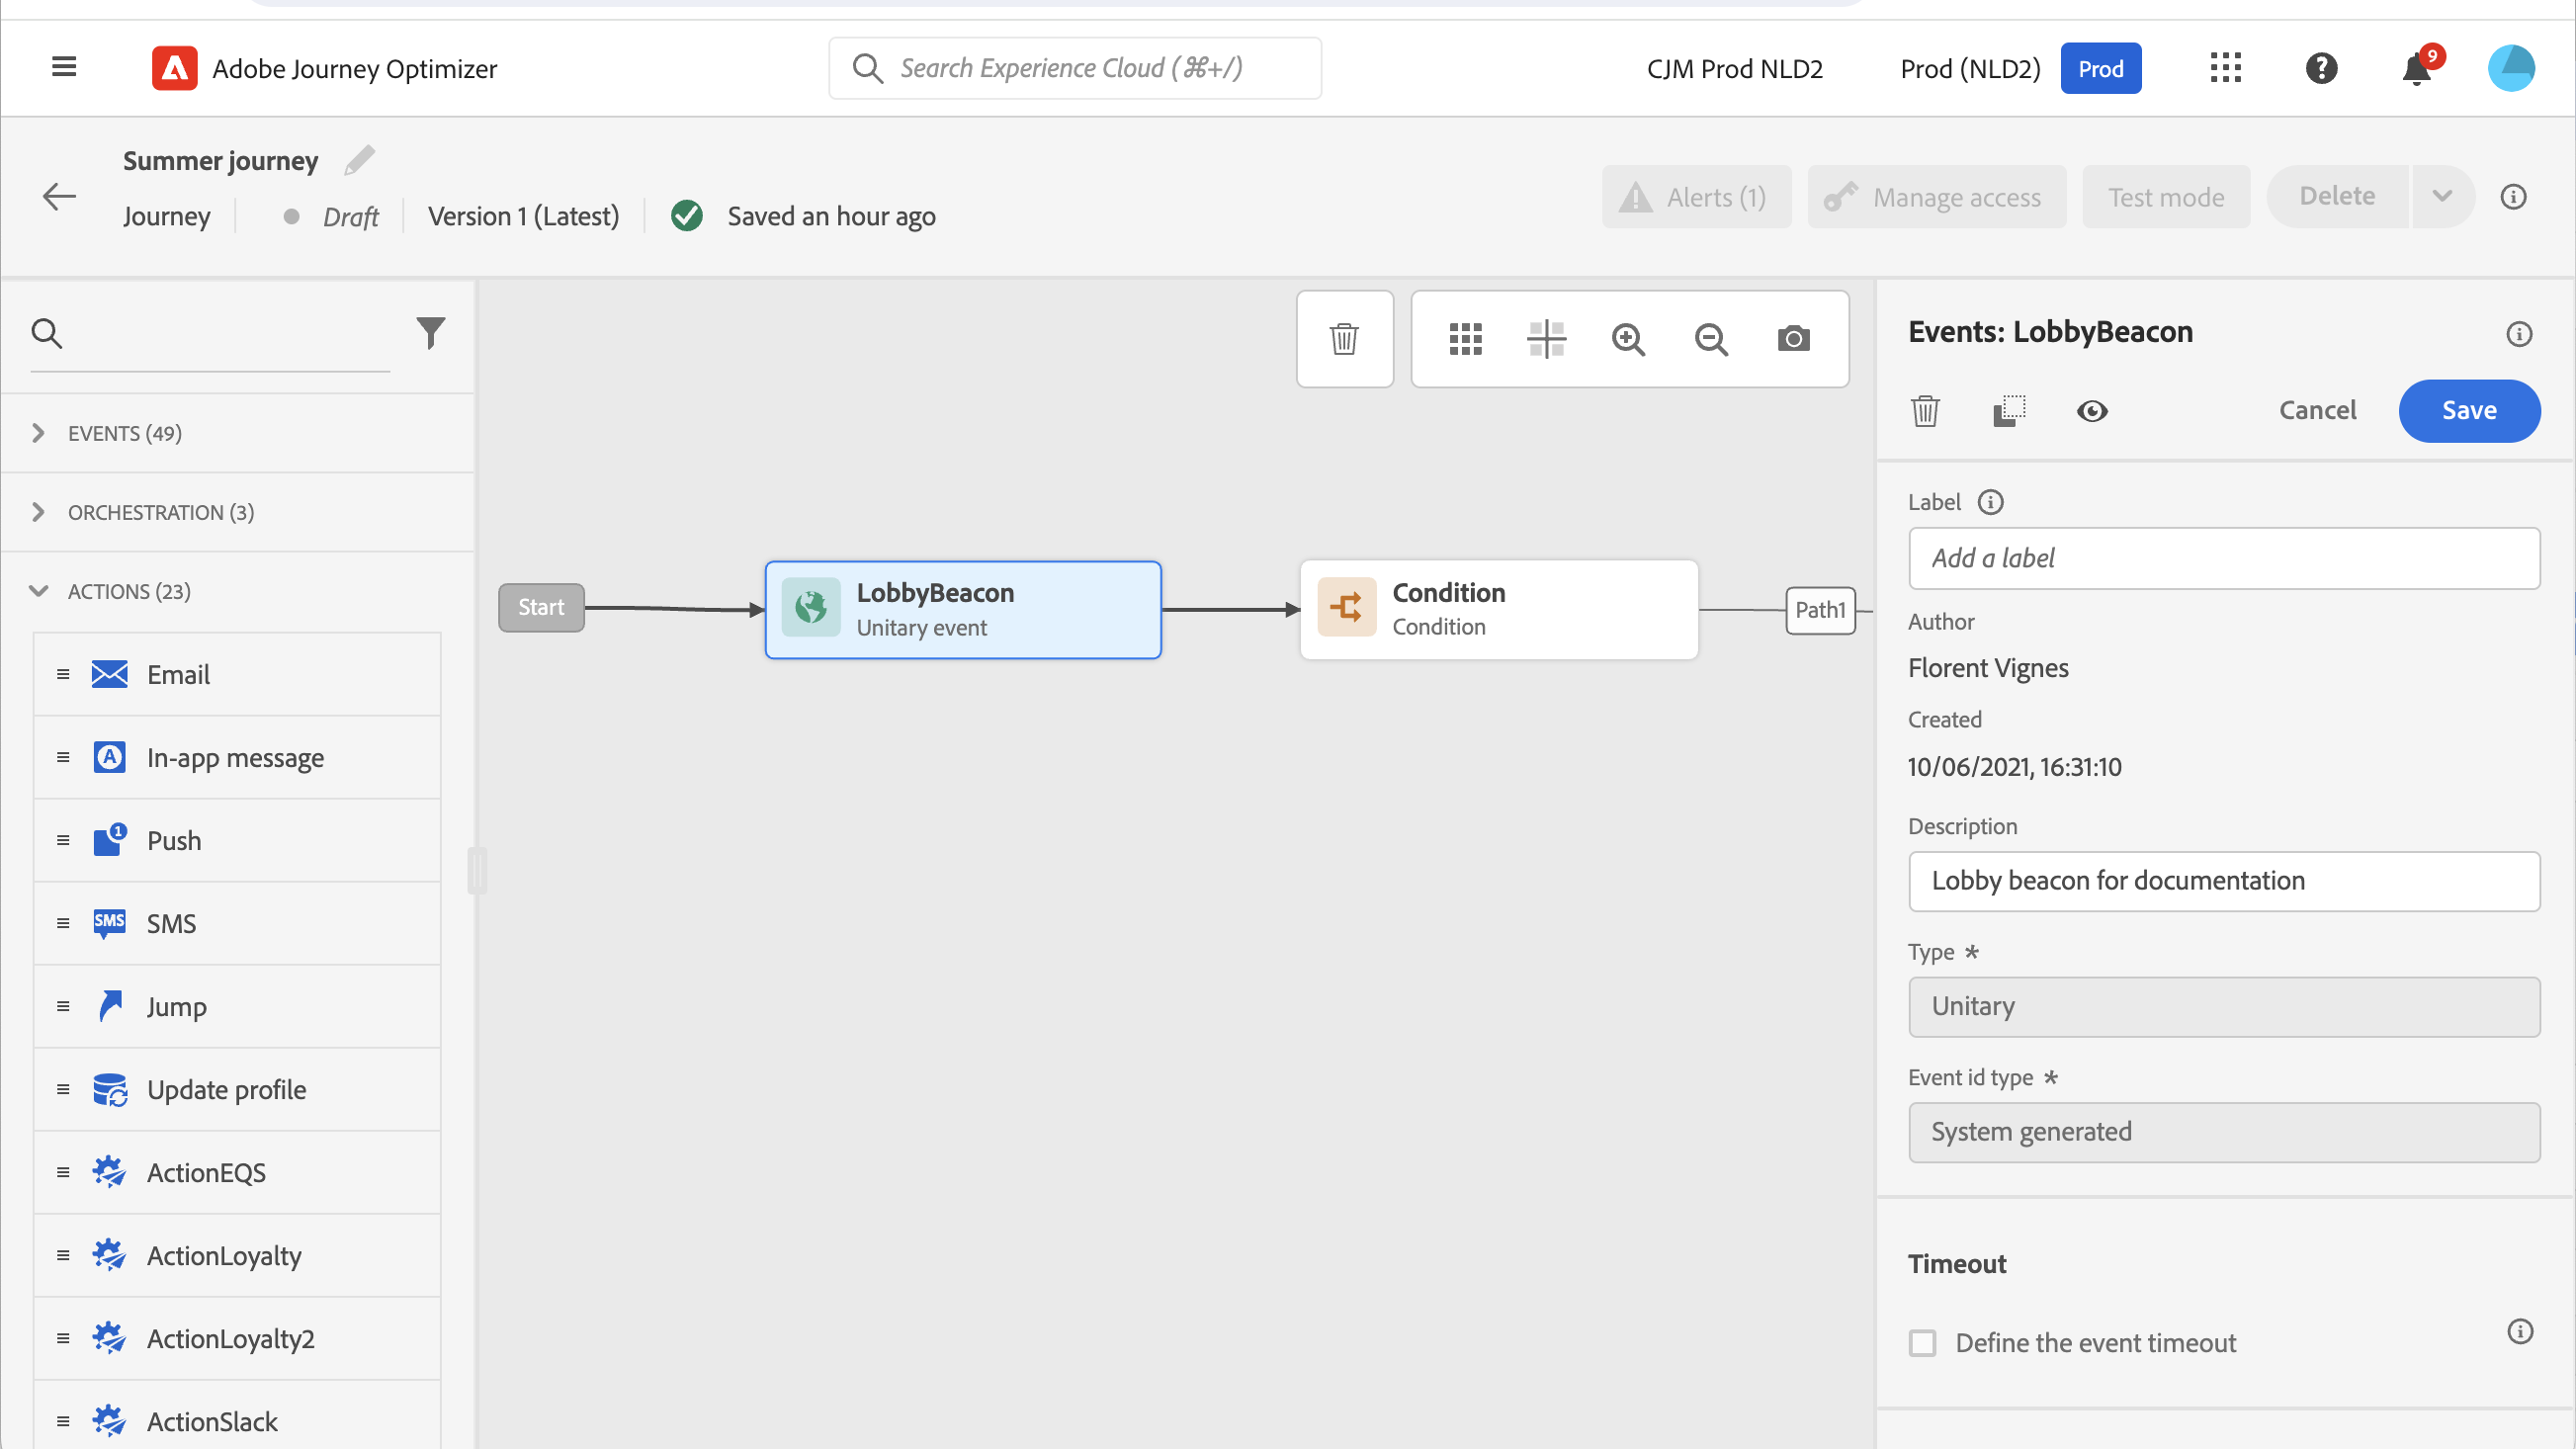 Adobe Journey Optimizer
Search Experience Cloud (⌘+/)
CJM Prod NLD2
Prod (NLD2)
Prod
9
Summer journey
Journey
Draft
Version 1 (Latest)
Saved an hour ago
Alerts (1)
Manage access
Test mode
Delete
EVENTS (49)
ORCHESTRATION (3)
ACTIONS (23)
Email
In-app message
1
Push
SMS
SMS
Jump
Update profile
ActionEQS
ActionLoyalty
ActionLoyalty2
ActionSlack
Start
LobbyBeacon
Unitary event
Condition
Condition
Path1
Events: LobbyBeacon
Cancel
Save
Label
Add a label
Author
Florent Vignes
Created
10/06/2021, 16:31:10
Description
Lobby beacon for documentation
Type *
Unitary
Event id type *
System generated
Timeout
Define the event timeout